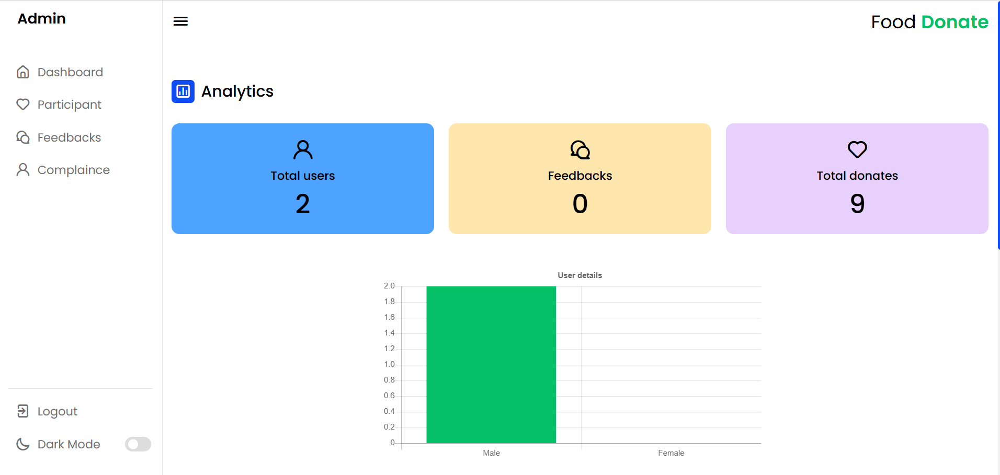 Admin
Food Donate
Dashboard
Participant
Feedbacks
Complaince
Logout
Dark Mode
Analytics
Total users
2
Feedbacks
0
Total donates
9
User details
2.0
1.8
1.6
1.4
1.2
1.0
0.8
0.6
0.4
0.2
0
Male Female